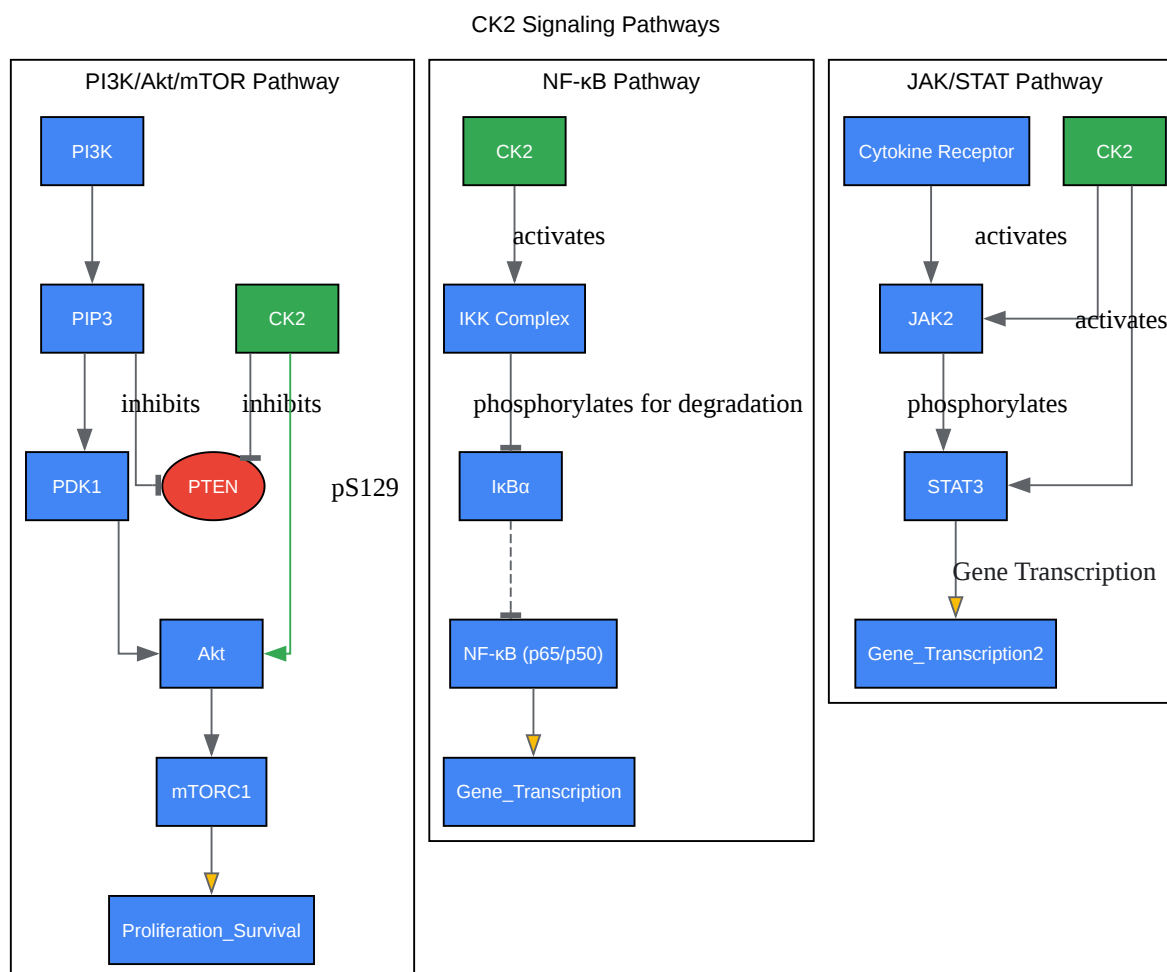 CK2 Signaling Pathways
PI3K/Akt/mTOR Pathway
PI3K
PIP3
CK2
inhibits
inhibits
PDK1
PTEN
pS129
Akt
mTORC1
Proliferation_Survival
NF-κB Pathway
CK2
activates
IKK Complex
phosphorylates for degradation
IκBα
NF-κB (p65/p50)
Gene_Transcription
JAK/STAT Pathway
Cytokine Receptor
CK2
activates
JAK2
activates
phosphorylates
STAT3
Gene Transcription
Gene_Transcription2